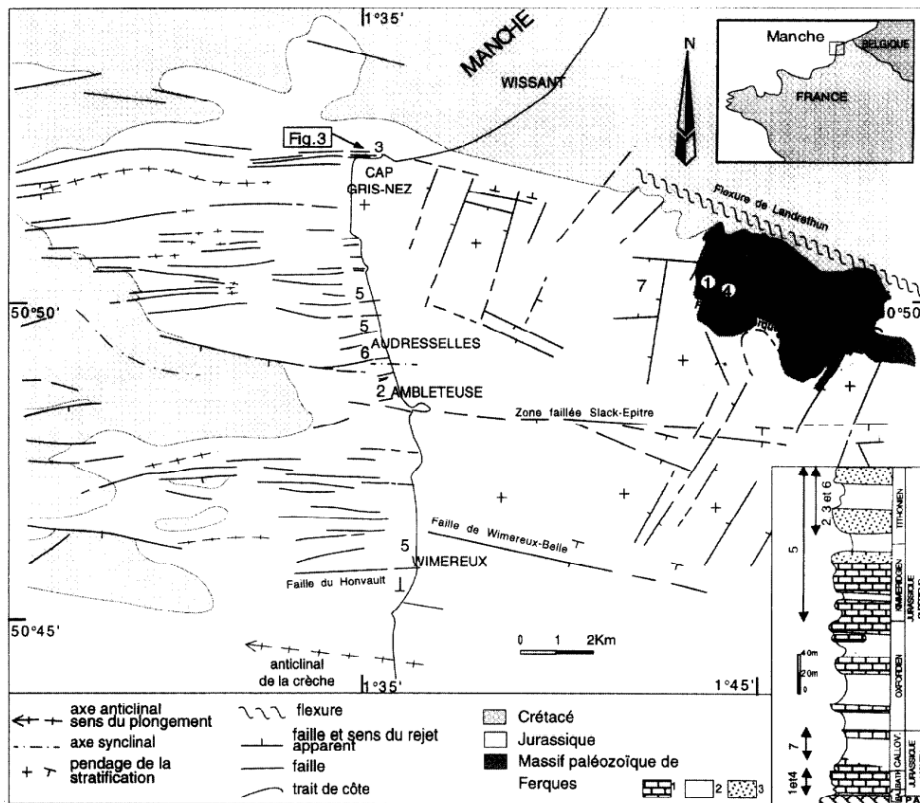 1°35'
MANCHE
WISSANT
N
Manche
BELGIQUE
FRANCE
Fig.3
3
CAP
GRIS-NEZ
Flexure de Landrethun
1
4
7
50°50'
50°50'
5
5
AUDRESSELLES
6
2
AMBLETEUSE
Zone faillée Slack-Epitre
Faille de Wimereux-Belle
5
WIMEREUX
Faille du Honvault
50°45'
0 1 2Km
anticlinal
de la crèche
1°35'
1°45'
2, 3 et 6
5
7
1 et 4
TITHONIEN
KIMMERIDIEN
OXFORDIEN
CALLOV.
JURASSIQUE
JURASSIQUE
40m
20m
0
axe anticlinal
sens du plongement
axe synclinal
pendage de la
stratification
flexure
faille et sens du rejet
apparent
faille
trait de côte
Crétacé
Jurassique
Massif paléozoïque de
Ferques
1
2
3